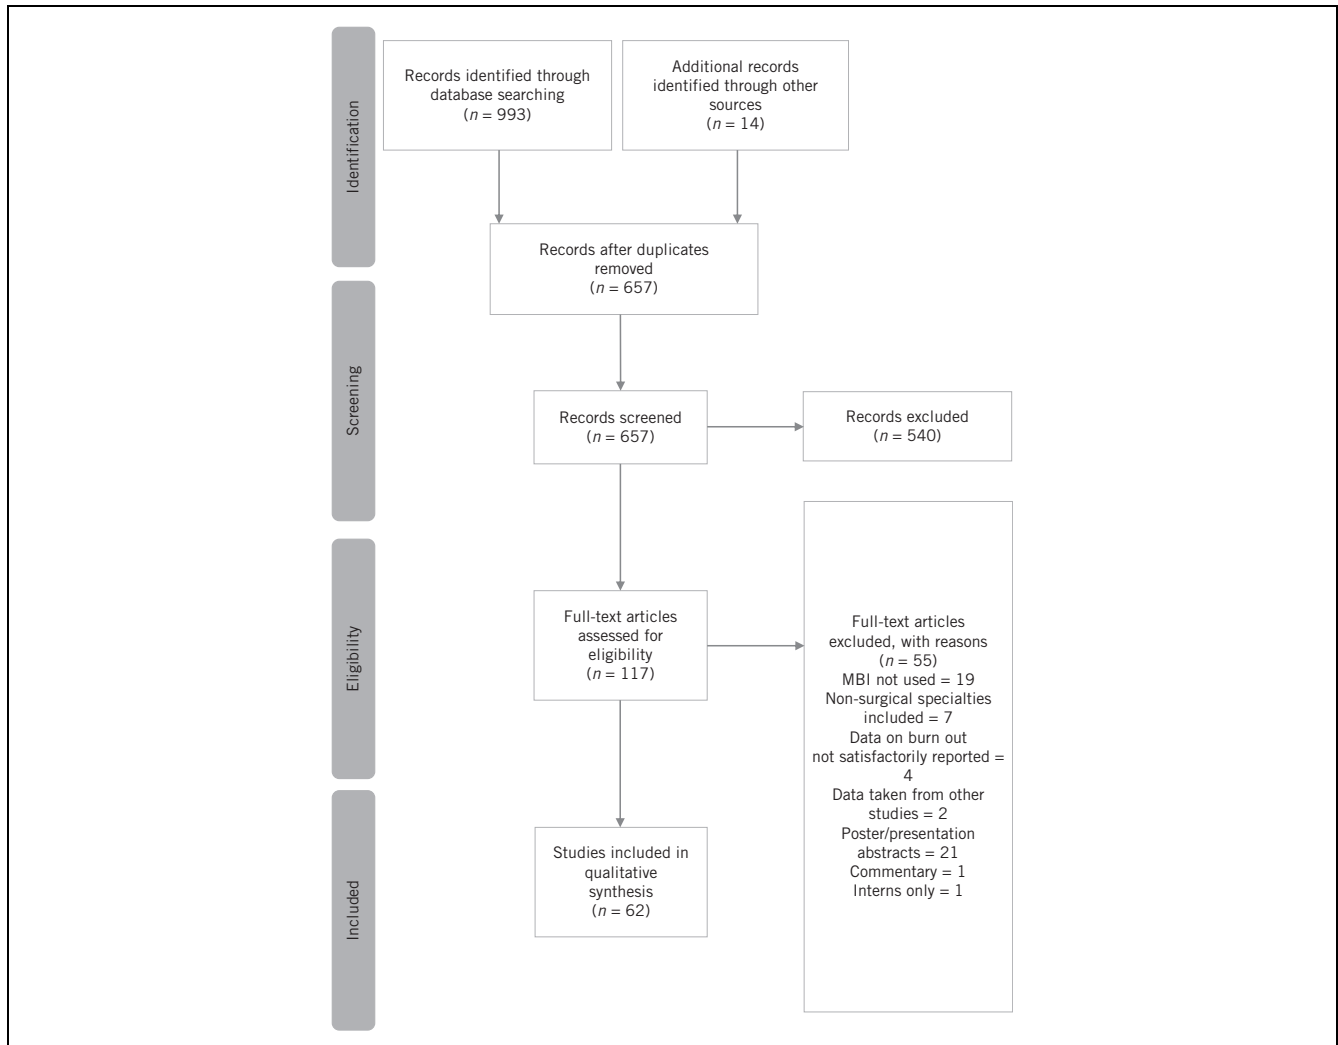 Identification
Records identified through
database searching
(n = 993)
Additional records
identified through other
sources
(n = 14)
Records after duplicates
removed
(n = 657)
Screening
Records screened
(n = 657)
Records excluded
(n = 540)
Eligibility
Full-text articles
assessed for
eligibility
(n = 117)
Full-text articles
excluded, with reasons
(n = 55)
MBI not used = 19
Non-surgical specialties
included = 7
Data on burn out
not satisfactorily reported =
4
Data taken from other
studies = 2
Poster/presentation
abstracts = 21
Commentary = 1
Interns only = 1
Included
Studies included in
qualitative
synthesis
(n = 62)